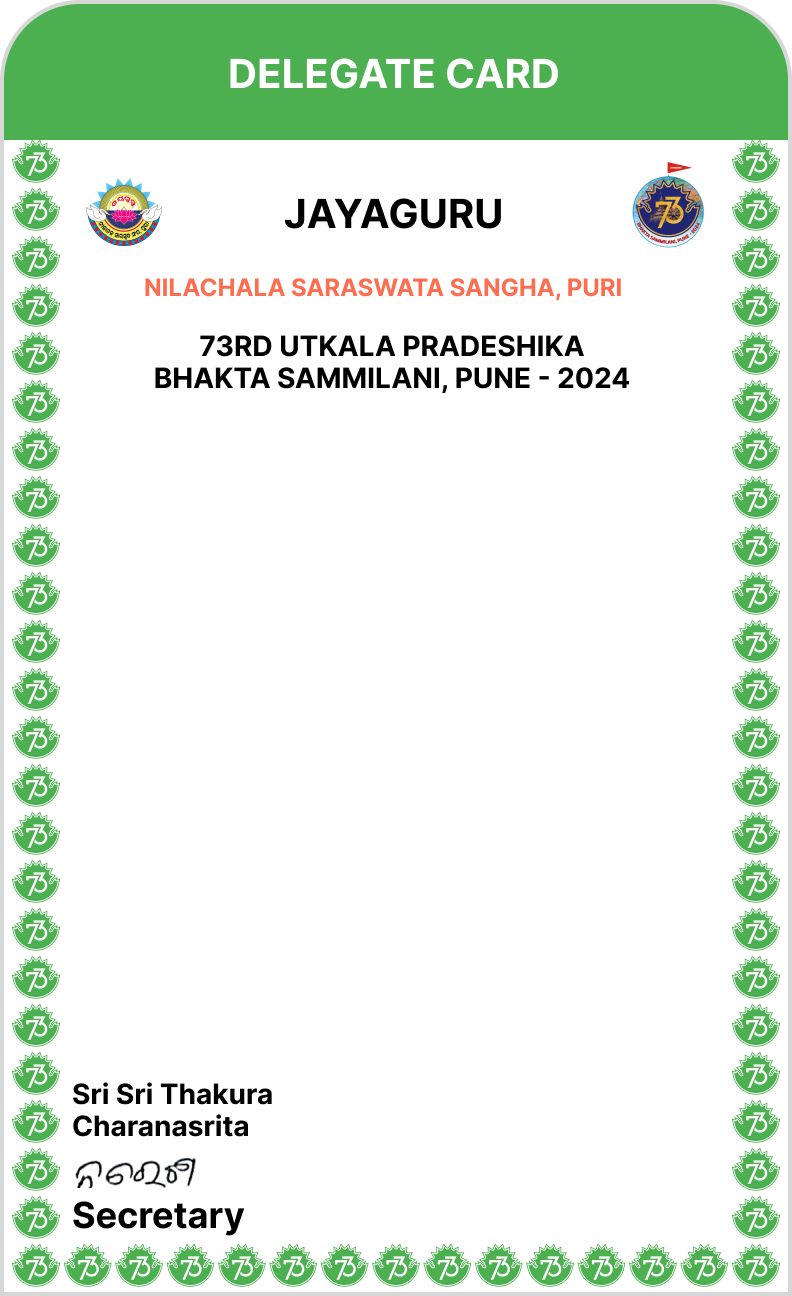 DELEGATE CARD
JAYAGURU
NILACHALA SARASWATA SANGHA, PURI
73RD UTKALA PRADESHIKA
BHAKTA SAMMILANI, PUNE - 2024
Sri Sri Thakura
Charanasrita
Secretary